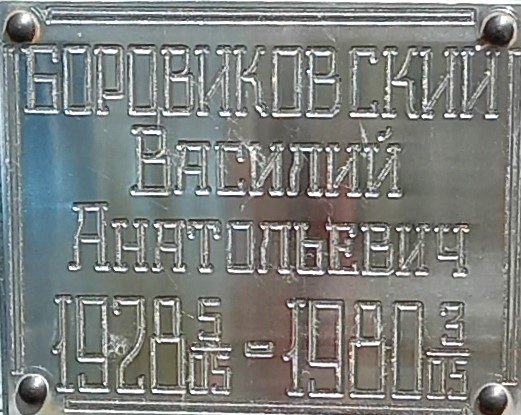 БОРОВИКОВСКИЙ
ВАСИЛИЙ
АНАТОЛЬЕВИЧ
1928 5/05 - 1980 3/03